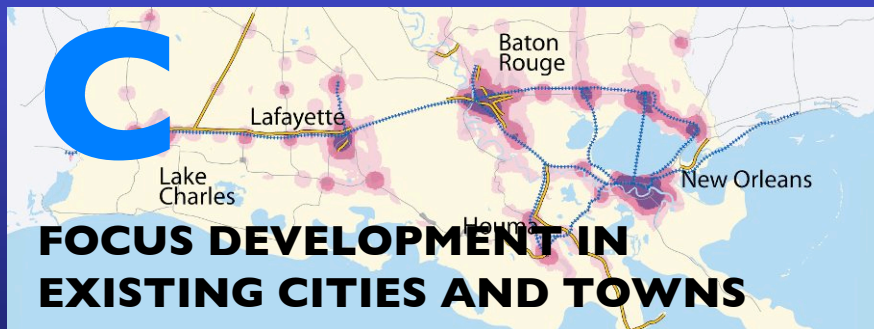 C
Baton
Rouge
Lafayette
Lake
Charles
New Orleans
Houma
FOCUS DEVELOPMENT IN
EXISTING CITIES AND TOWNS